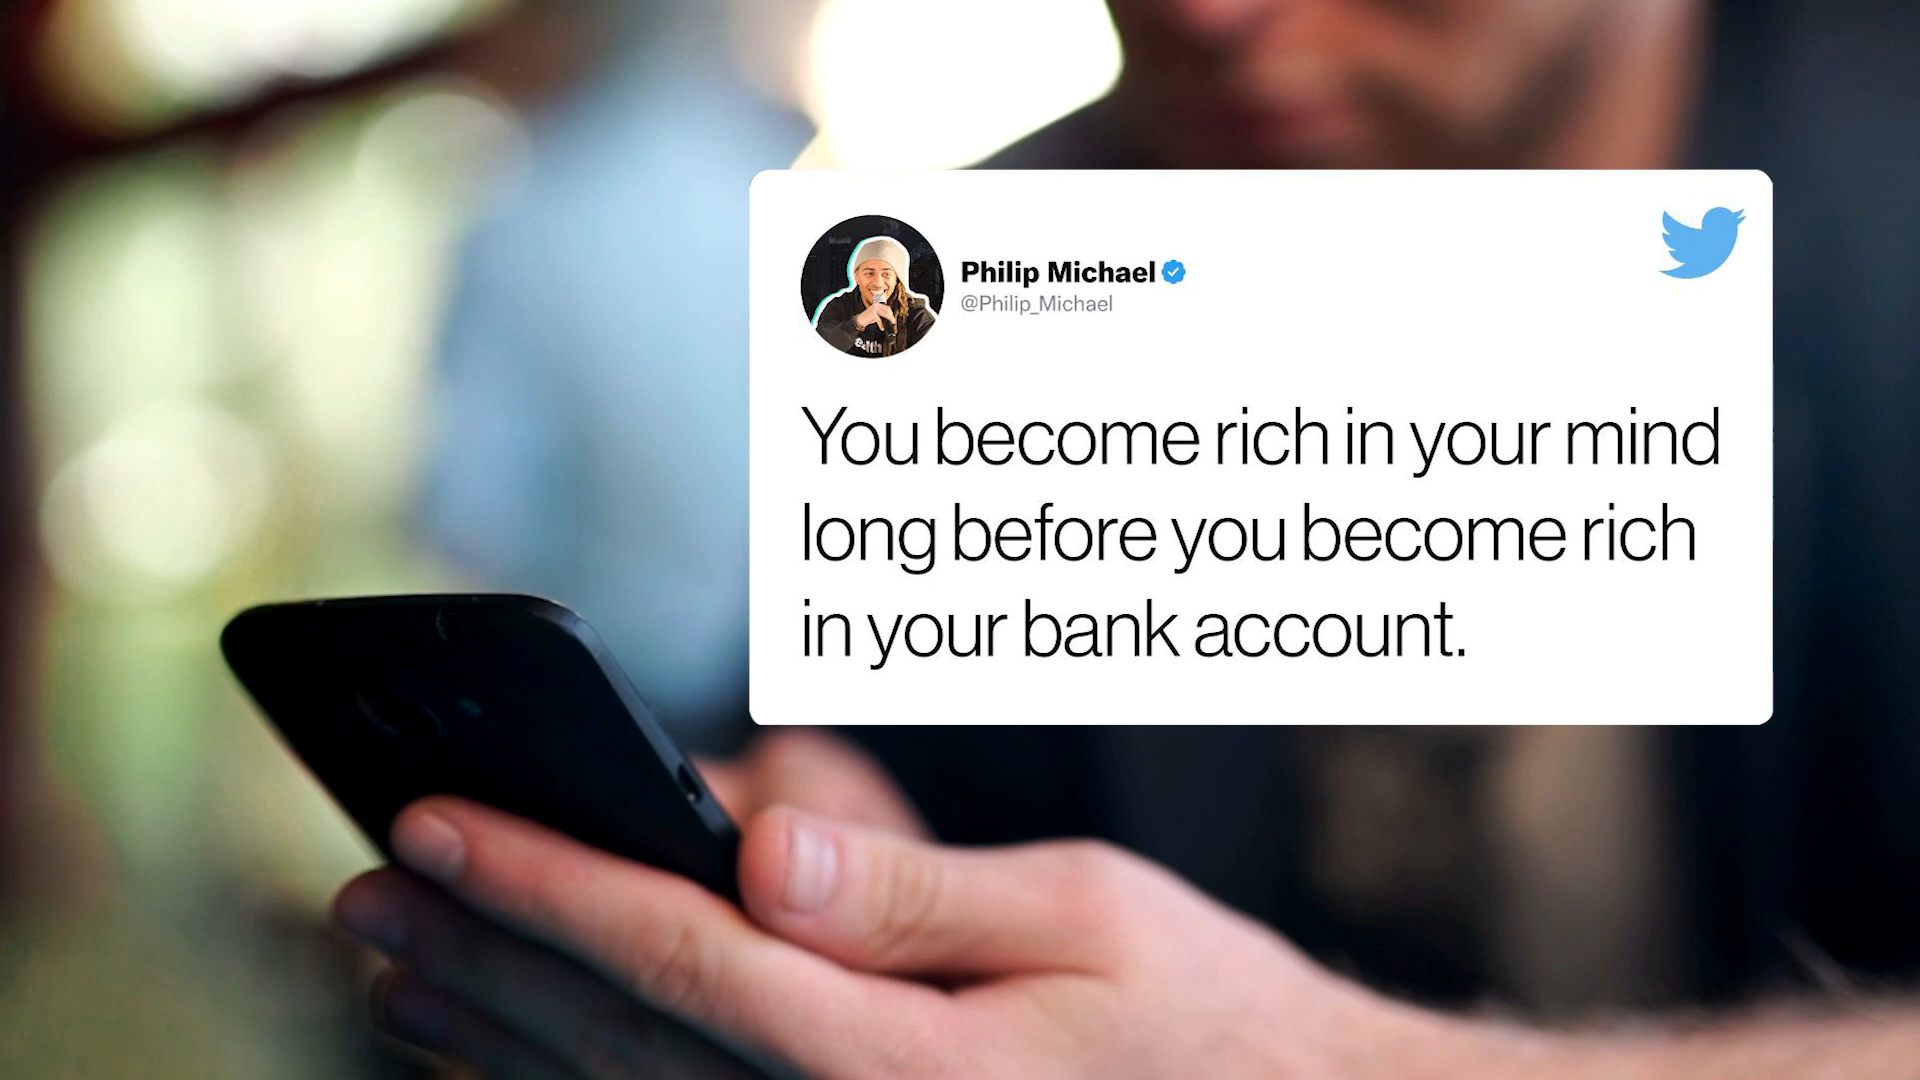 Philip Michael
@Philip_Michael
You become rich in your mind
long before you become rich
in your bank account.